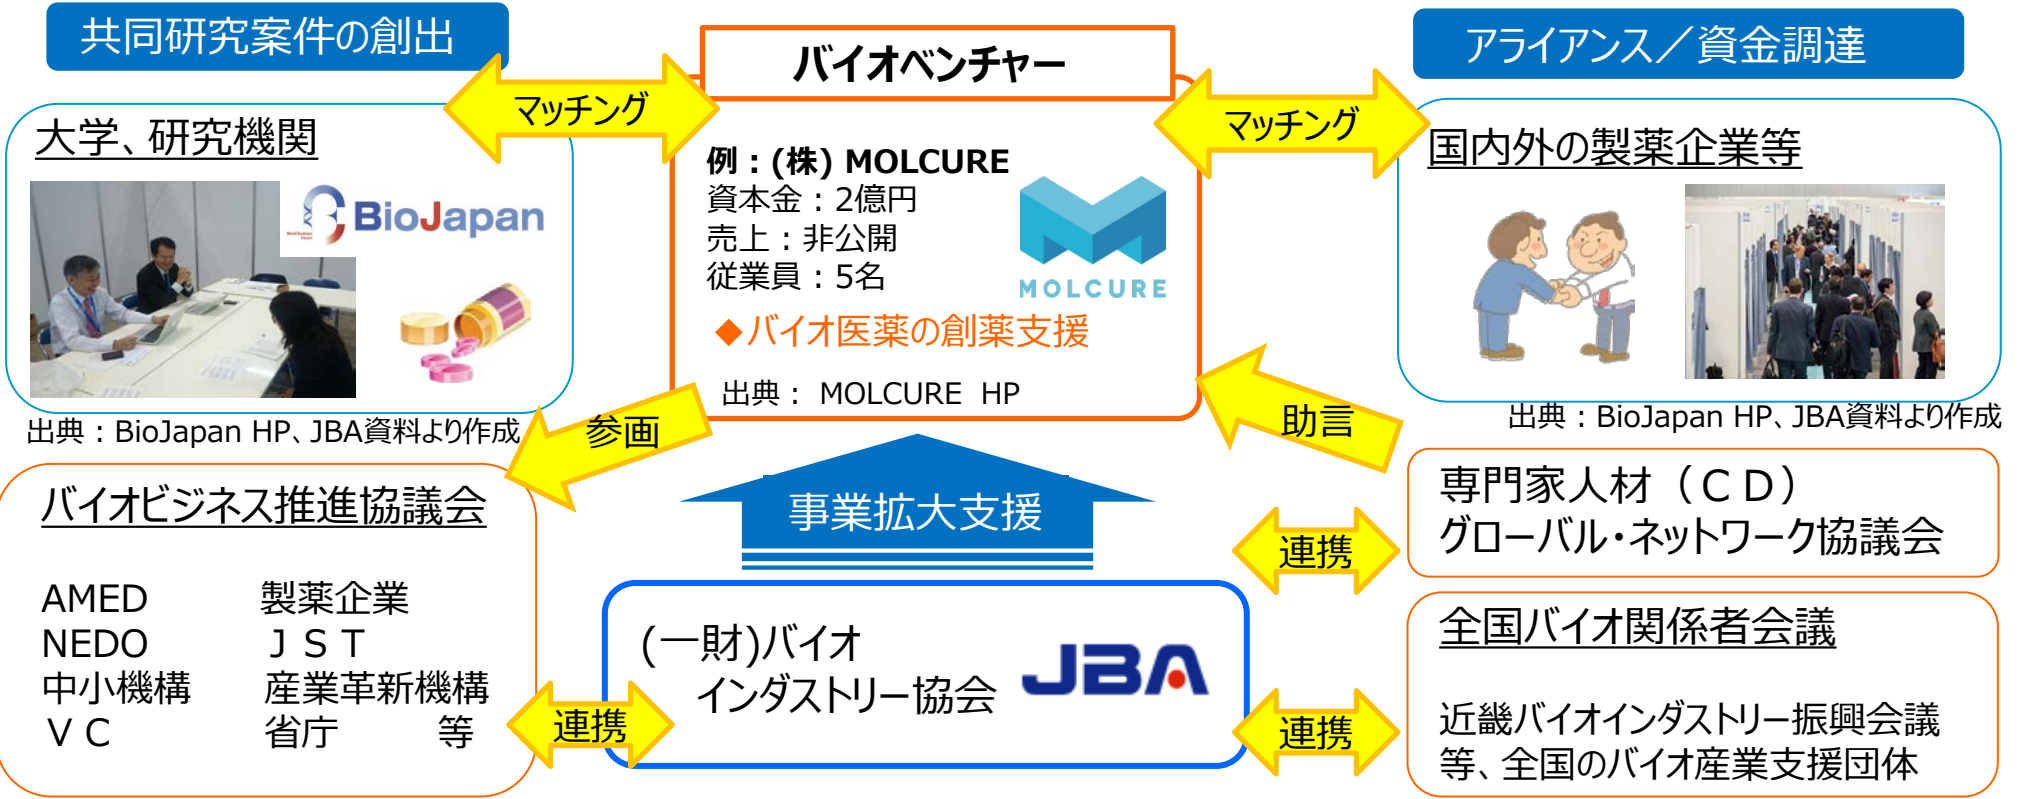 共同研究案件の創出
バイオベンチャー
アライアンス／資金調達
マッチング
マッチング
大学、研究機関
BioJapan
出典：BioJapan HP、JBA資料より作成
例：(株) MOLCURE
資本金：2億円
売上：非公開
従業員：5名
MOLCURE
◆バイオ医薬の創薬支援
出典： MOLCURE HP
国内外の製薬企業等
出典：BioJapan HP、JBA資料より作成
参画
助言
事業拡大支援
バイオビジネス推進協議会
AMED 製薬企業
NEDO ＪＳＴ
中小機構 産業革新機構
ＶＣ 省庁 等
連携
(一財)バイオ
インダストリー協会
JBA
連携
連携
専門家人材（ＣＤ）
グローバル・ネットワーク協議会
全国バイオ関係者会議
近畿バイオインダストリー振興会議
等、全国のバイオ産業支援団体